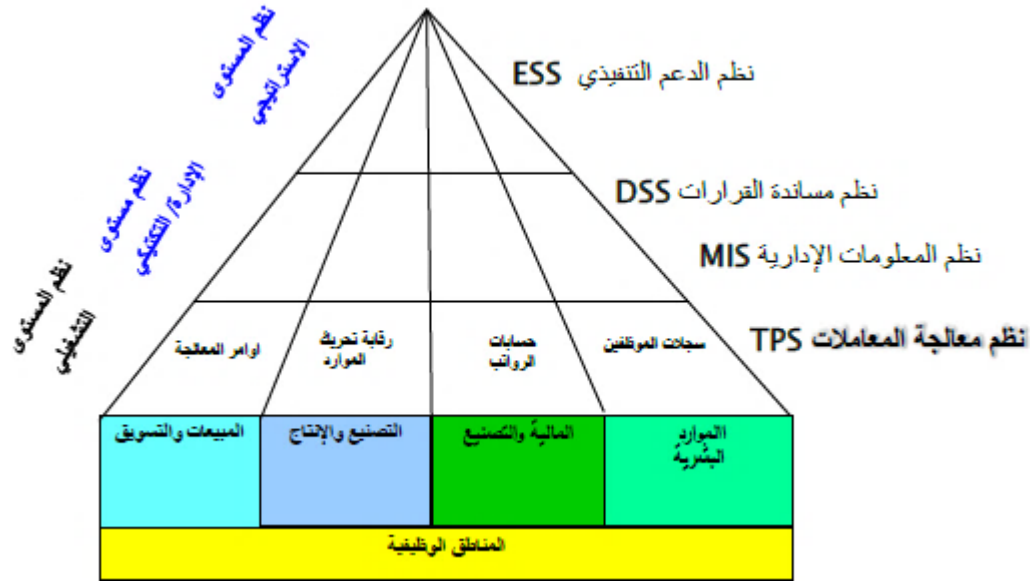 نظم المستوى
الاستراتيجي
نظم الدعم التنفيذي ESS
نظم مستوى
الإدارة/ التكتيكي
نظم مساندة القرارات DSS
نظم المعلومات الإدارية MIS
نظم المستوى
التشغيلي
نظم معالجة المعاملات TPS
سجلات الموظفين
حسابات
الرواتب
رقابة تحريك
الموارد
اوامر المعالجة
االموارد
البشرية
المالية والتصنيع
التصنيع والإنتاج
المبيعات والتسويق
المناطق الوظيفية